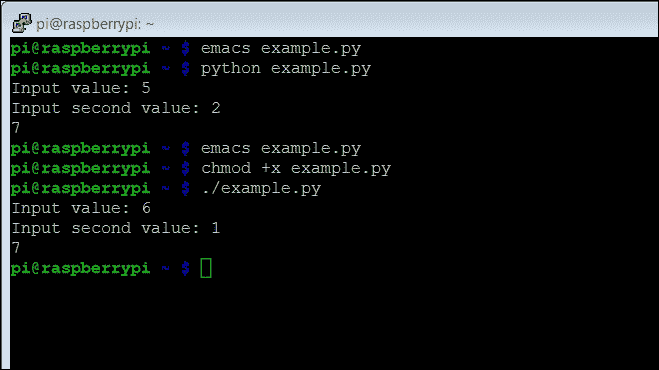 pi@raspberrypi: ~
pi@raspberrypi ~ $ emacs example.py
pi@raspberrypi ~ $ python example.py
Input value: 5
Input second value: 2
7
pi@raspberrypi ~ $ emacs example.py
pi@raspberrypi ~ $ chmod +x example.py
pi@raspberrypi ~ $ ./example.py
Input value: 6
Input second value: 1
7
pi@raspberrypi ~ $